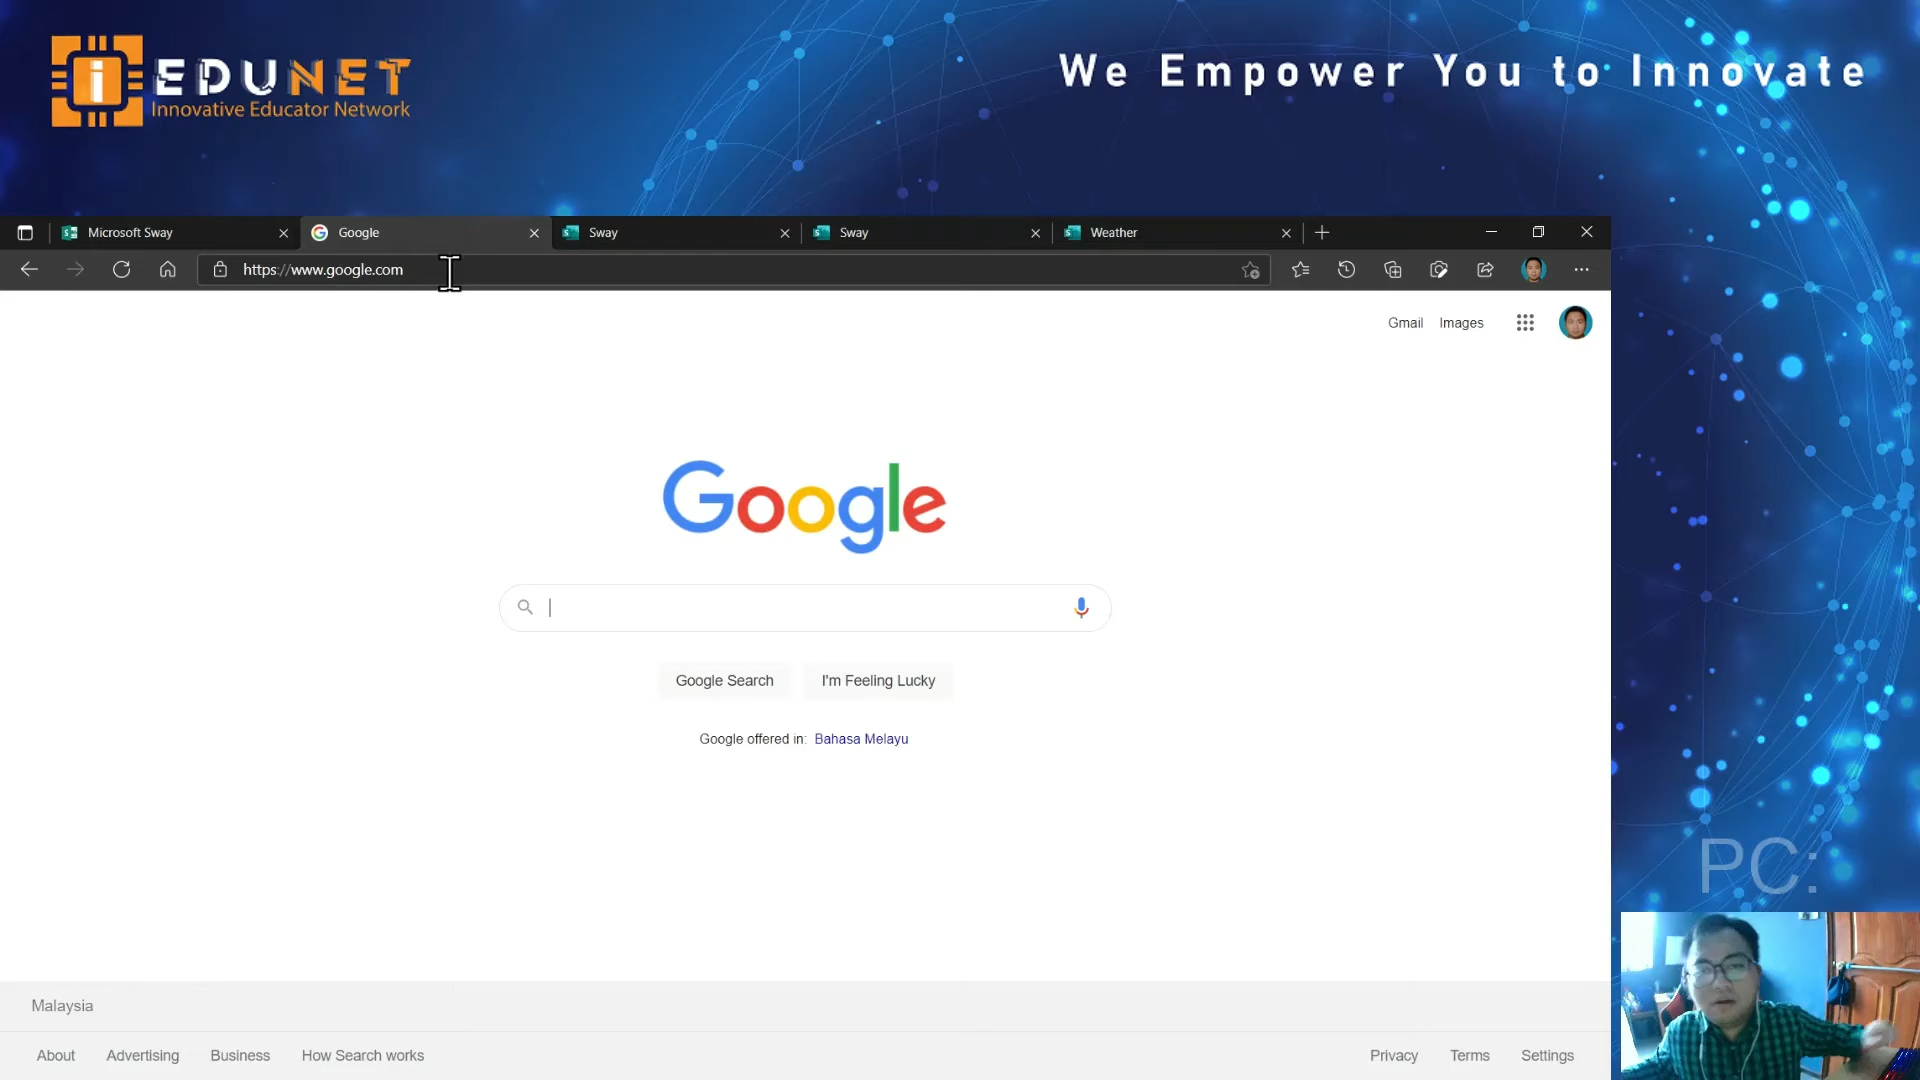 i EDUNET
Innovative Educator Network
We Empower You to Innovate
Microsoft Sway
Google
Sway
Sway
Weather
https://www.google.com
Gmail Images
Google
Google Search I'm Feeling Lucky
Google offered in: Bahasa Melayu
PC:
Malaysia
About Advertising Business How Search works Privacy Terms Settings